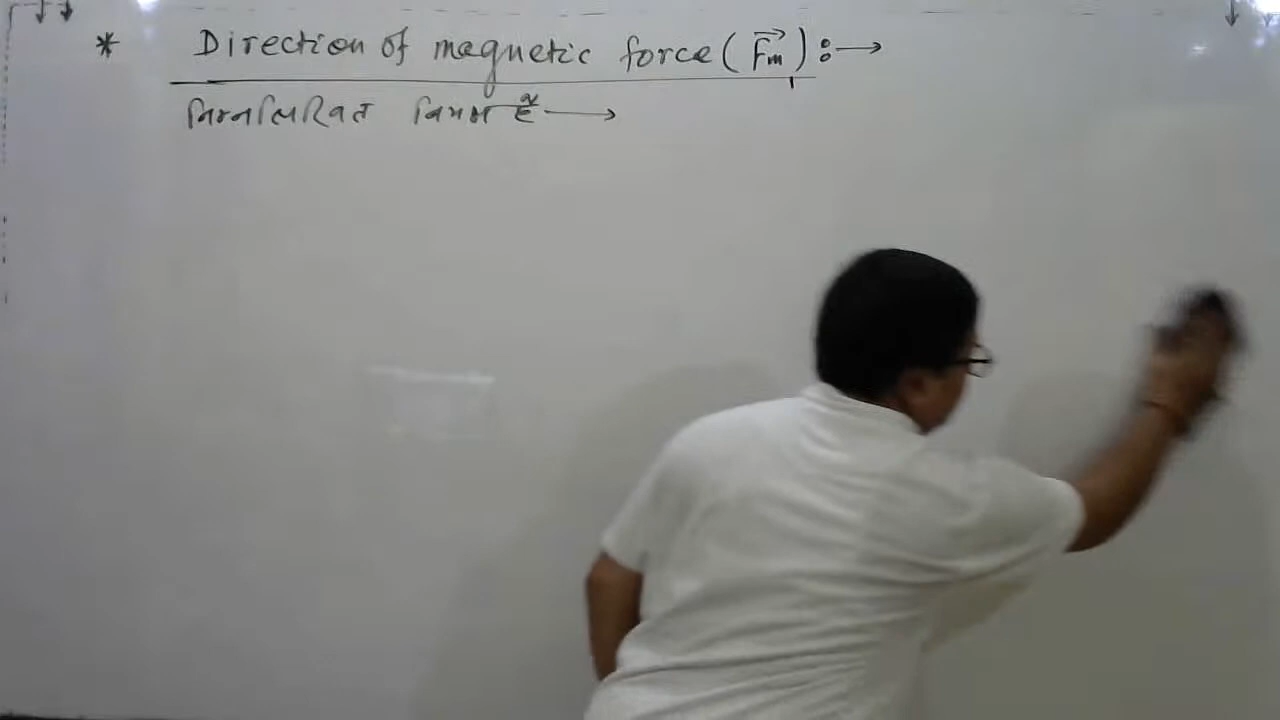 * Direction of magnetic force (F⃗m) :→
निम्नलिखित नियम है →